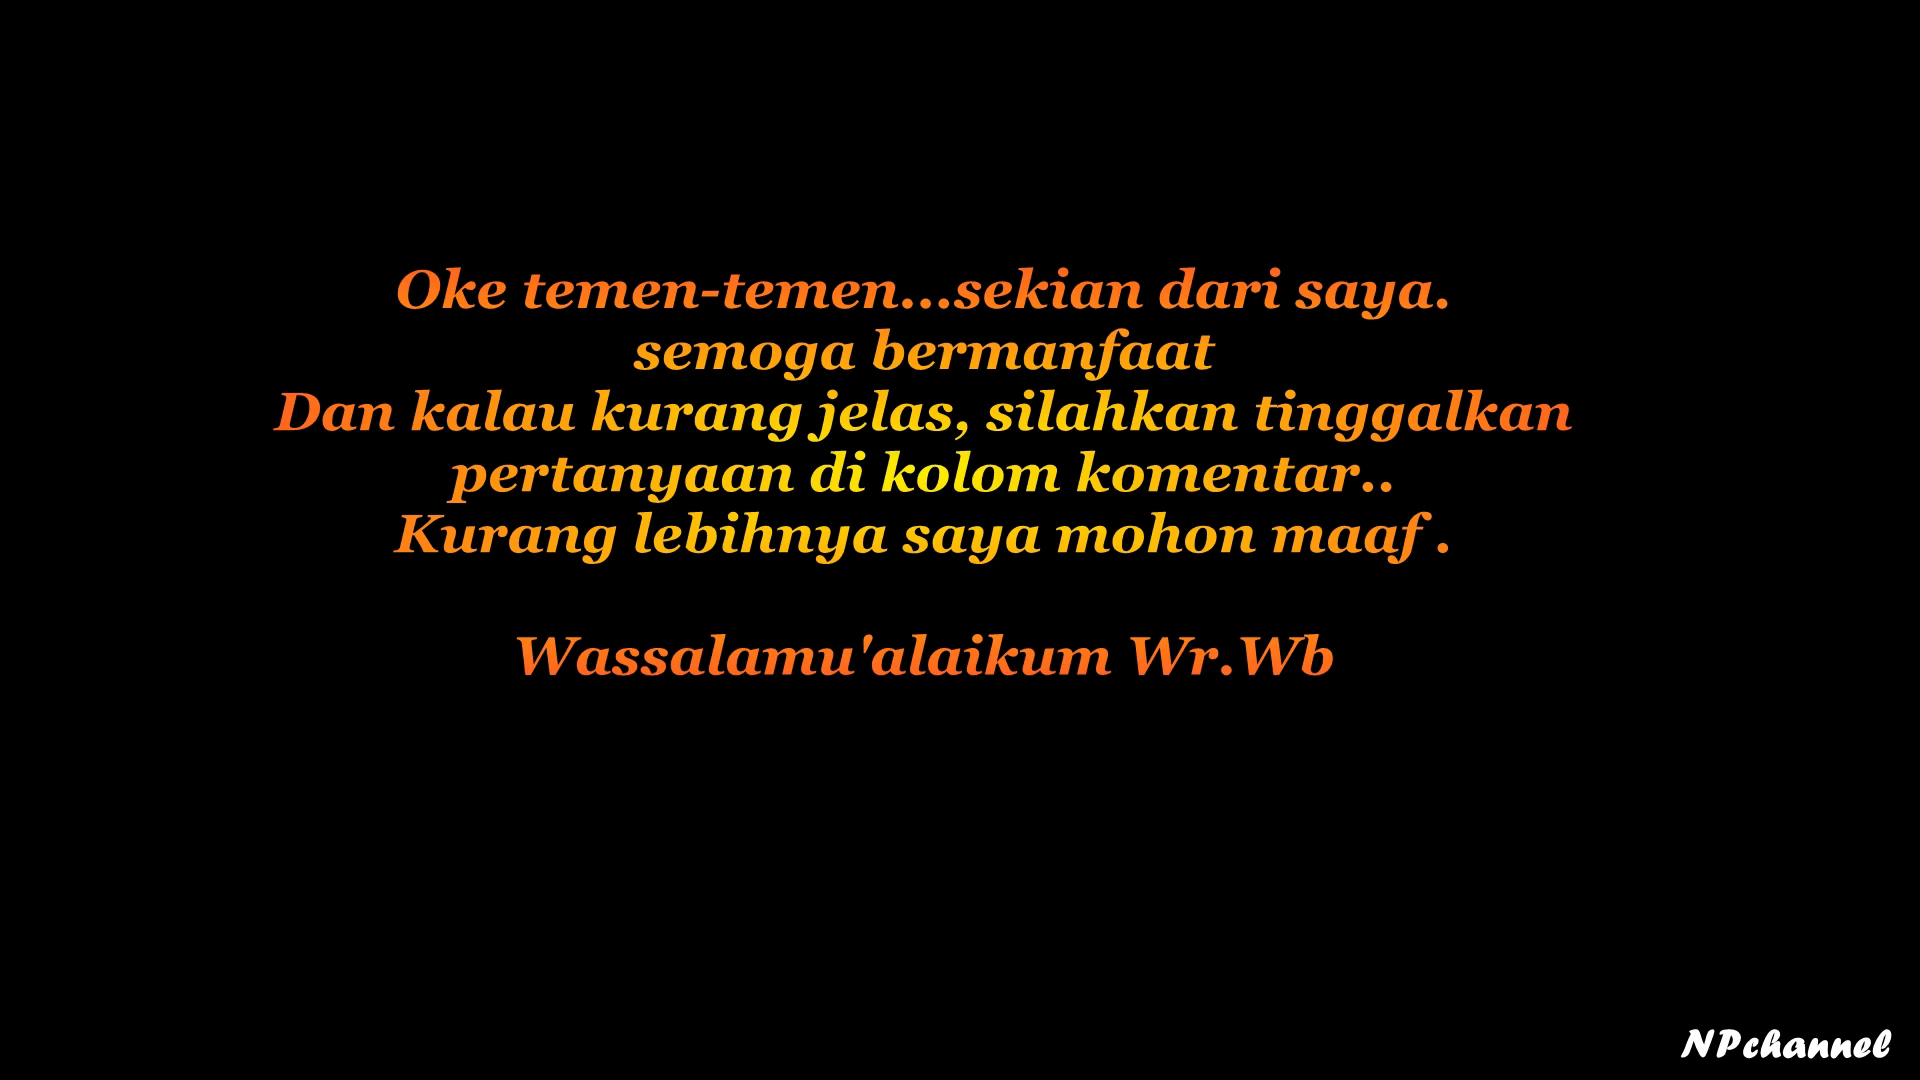 Oke temen-temen...sekian dari saya.
semoga bermanfaat
Dan kalau kurang jelas, silahkan tinggalkan
pertanyaan di kolom komentar..
Kurang lebihnya saya mohon maaf .
Wassalamu'alaikum Wr.Wb
NPchannel